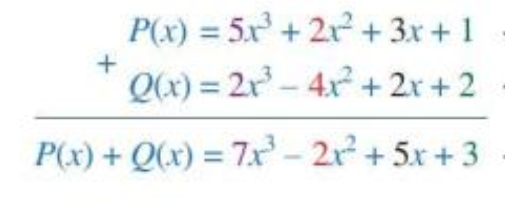 P(x) = 5x³ + 2x² + 3x + 1
+
Q(x) = 2x³ – 4x² + 2x + 2
P(x) + Q(x) = 7x³ – 2x² + 5x + 3